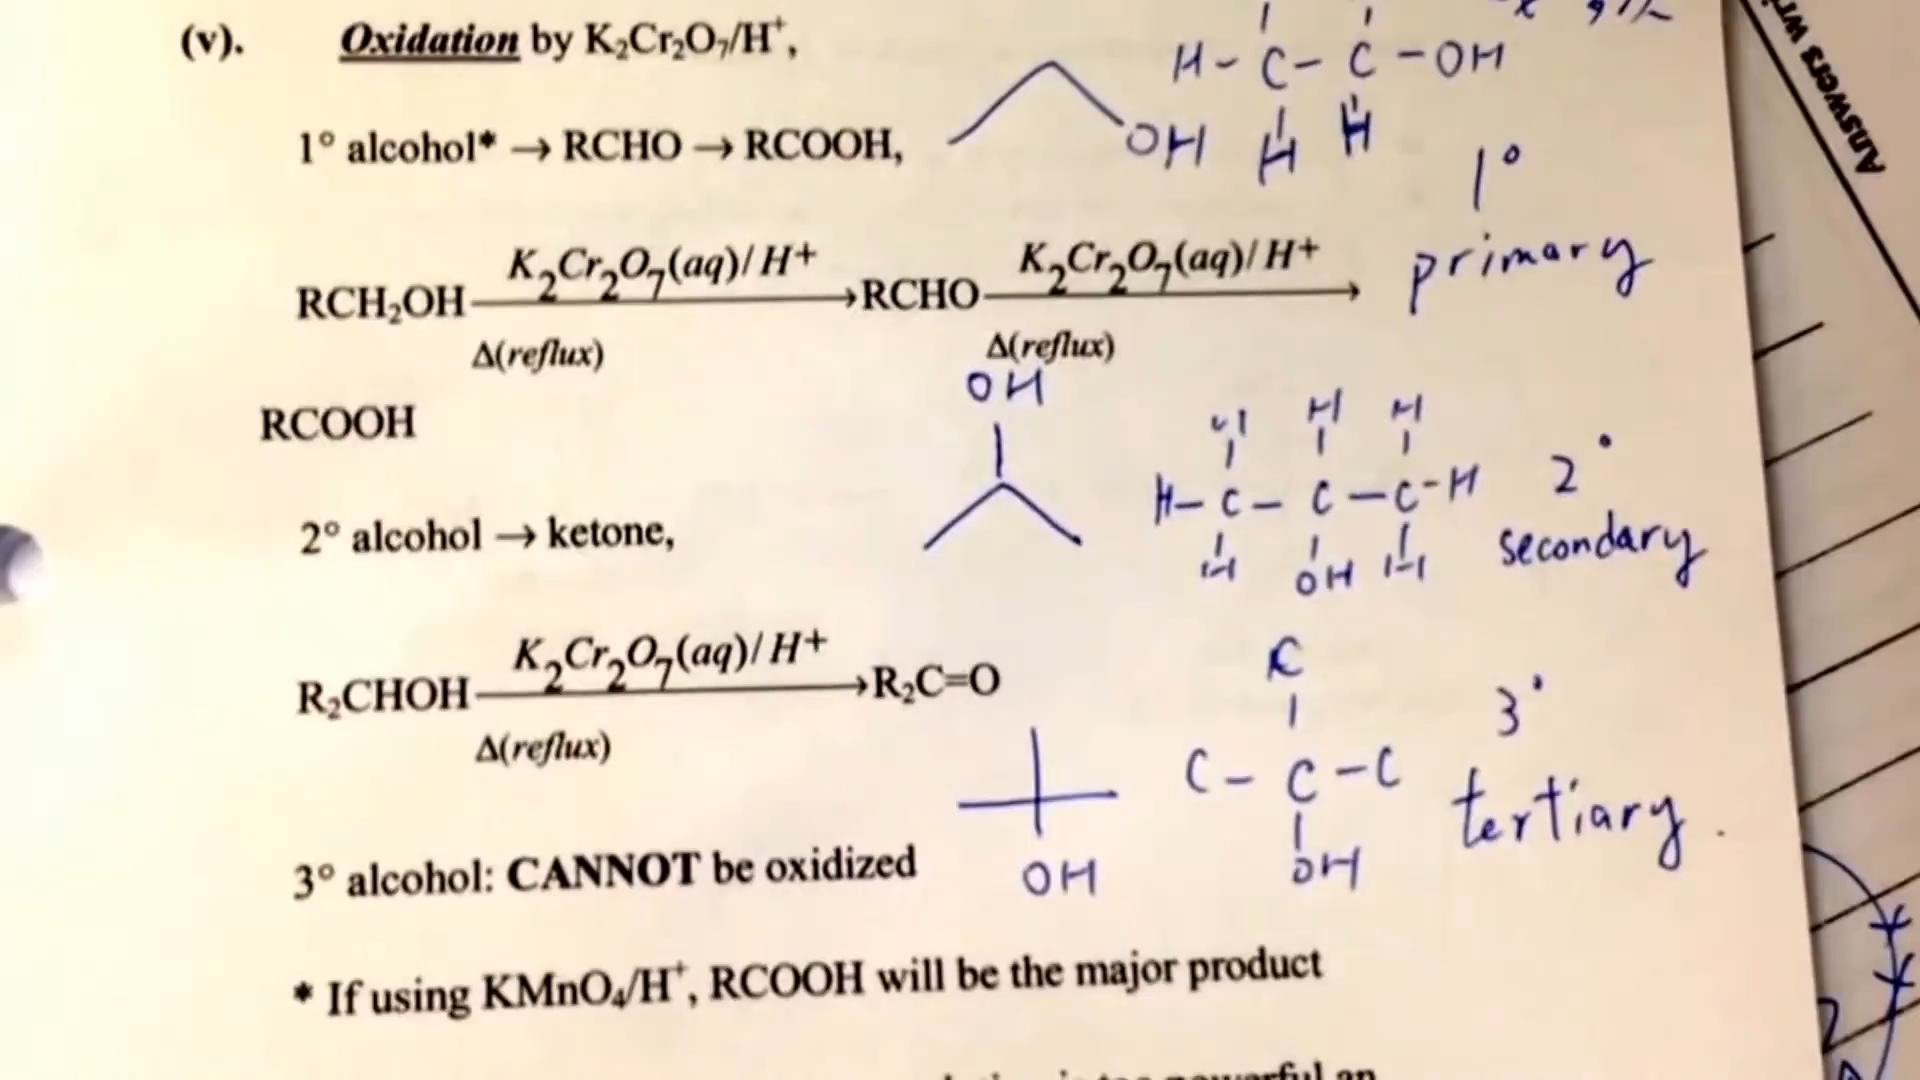 (v). Oxidation by K₂Cr₂O₇/H⁺,
H-C-C-OH
H H
OH
1° alcohol* → RCHO → RCOOH,
1°
primary
K₂Cr₂O₇(aq)/H+ K₂Cr₂O₇(aq)/H+
RCH₂OH → RCHO →
Δ(reflux) Δ(reflux)
RCOOH
OH
H H
H-C-C-C-H
H OH H
2°
secondary
2° alcohol → ketone,
K₂Cr₂O₇(aq)/H+
R₂CHOH → R₂C=O
Δ(reflux)
C
C-C-C
OH
OH
3°
tertiary.
3° alcohol: CANNOT be oxidized
* If using KMnO₄/H⁺, RCOOH will be the major product
Answers